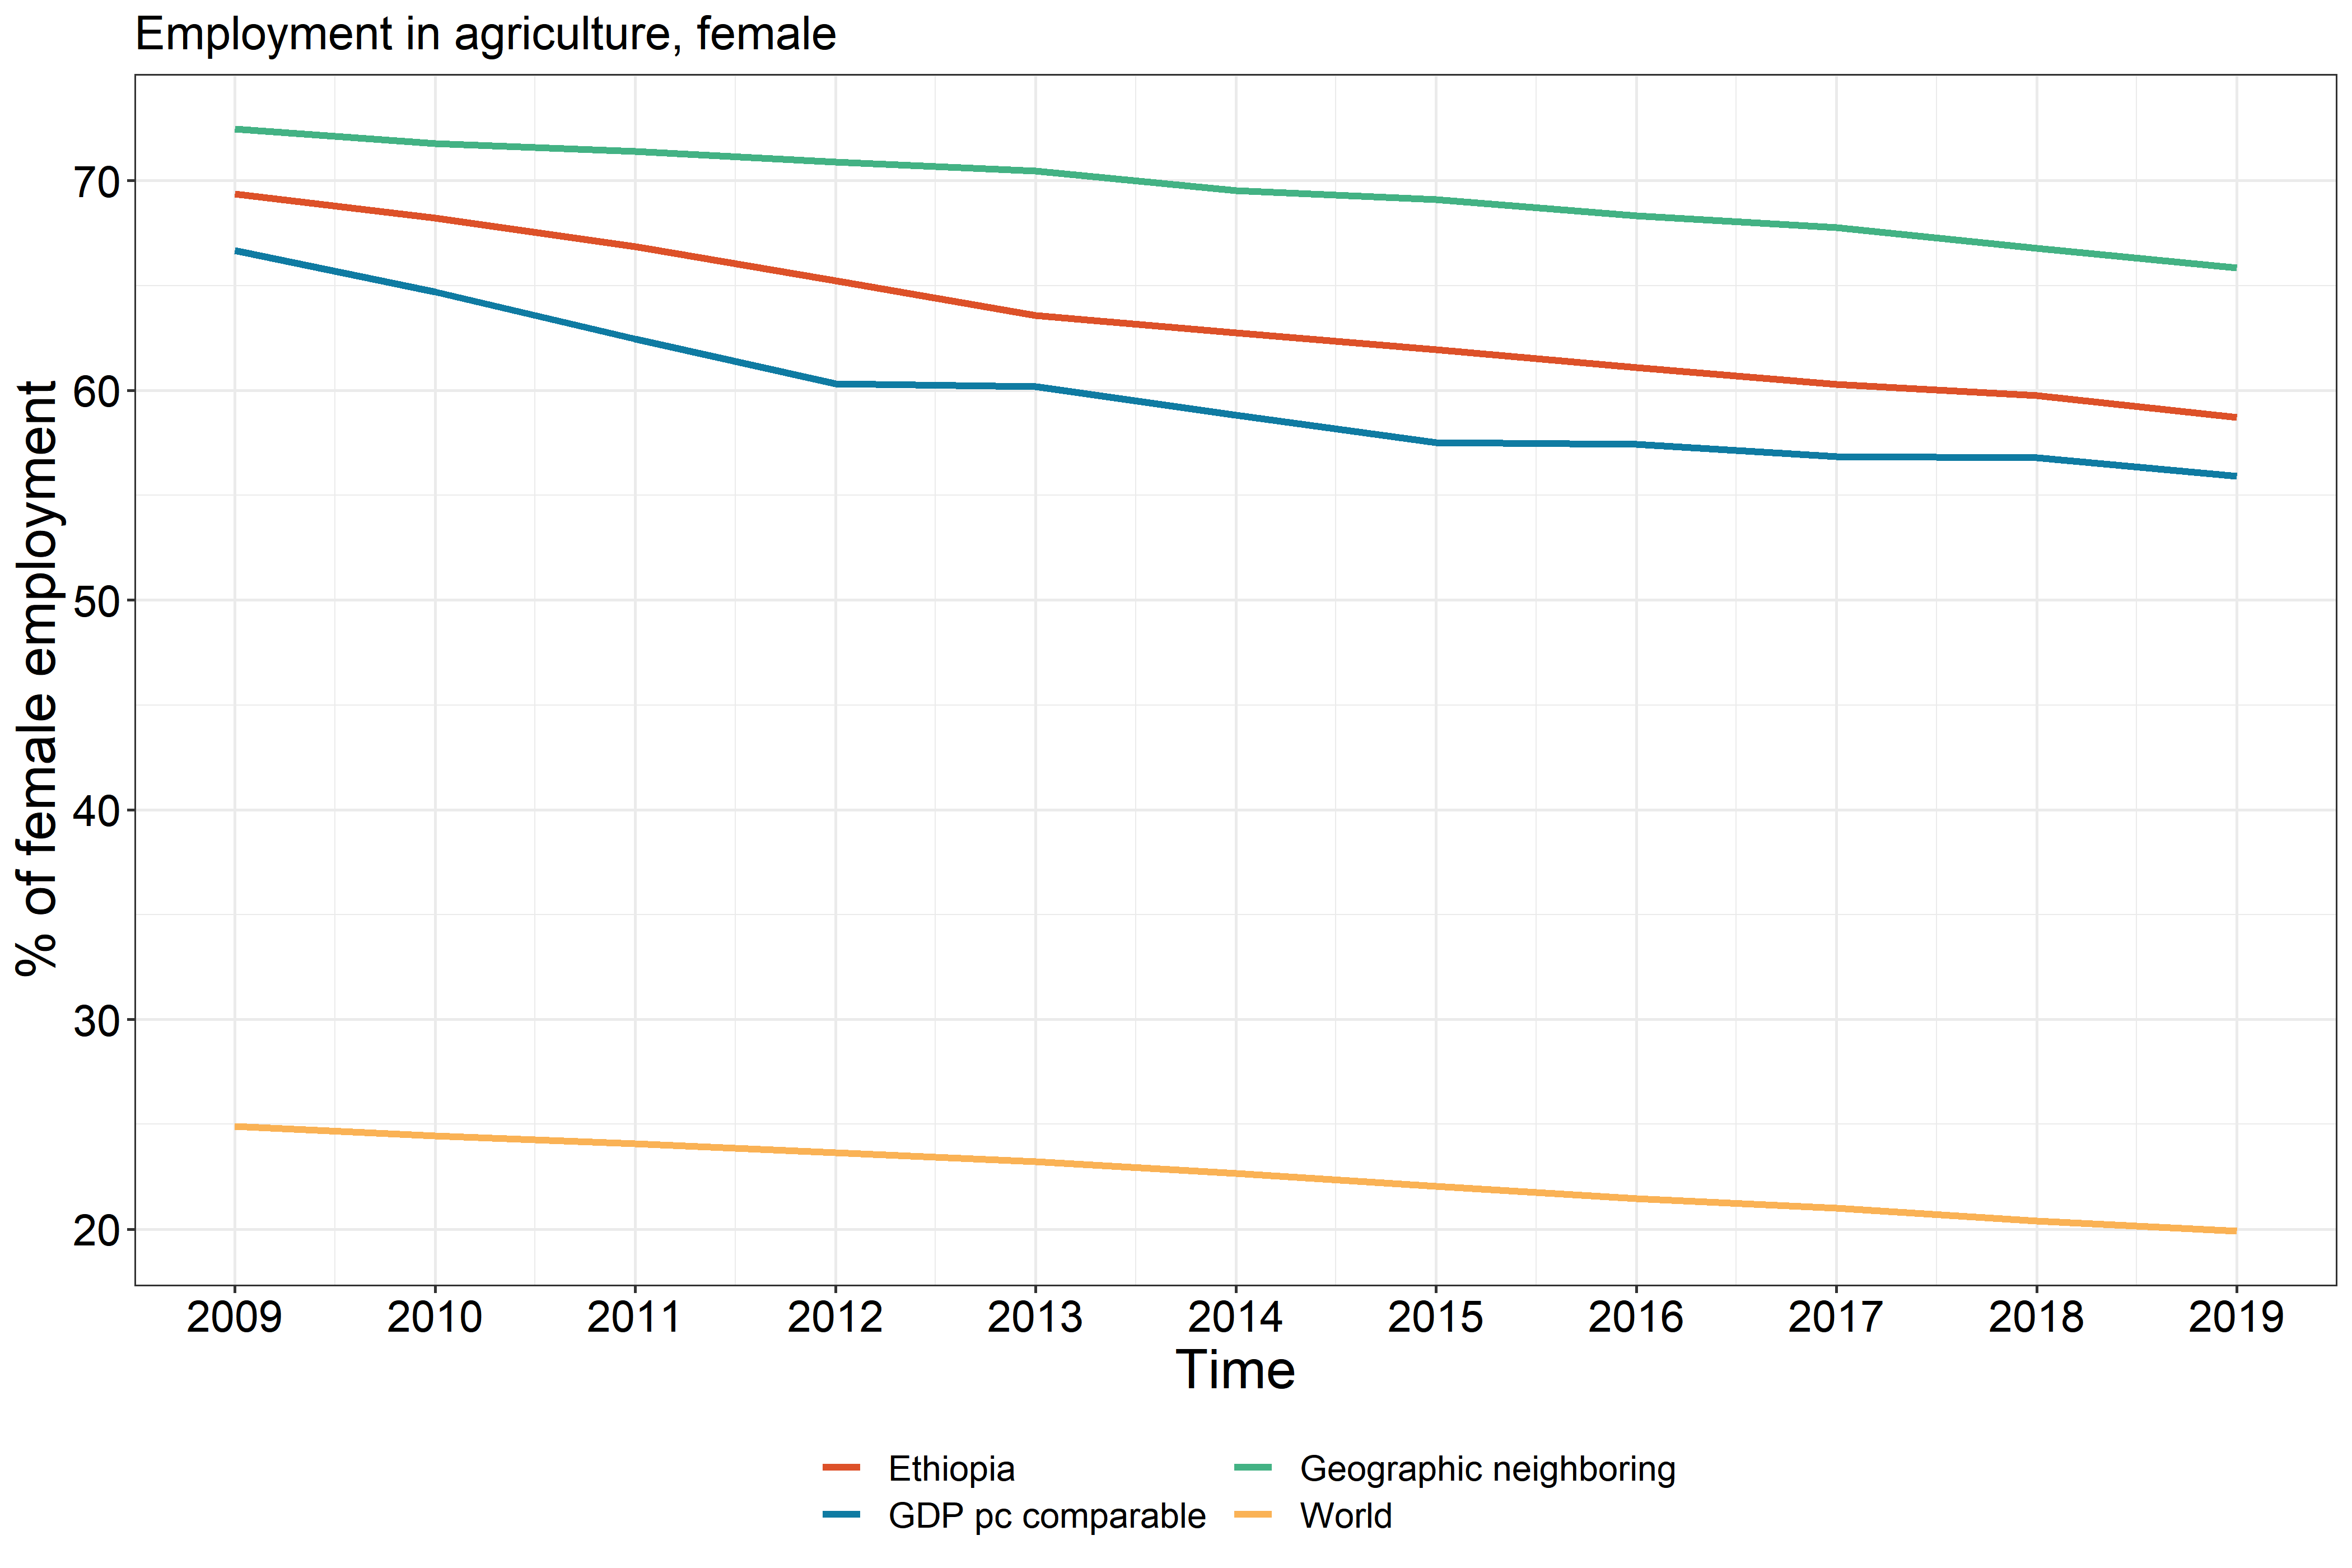 Employment in agriculture, female
% of female employment
70
60
50
40
30
20
2009 2010 2011 2012 2013 2014 2015 2016 2017 2018 2019
Time
Ethiopia Geographic neighboring
GDP pc comparable World